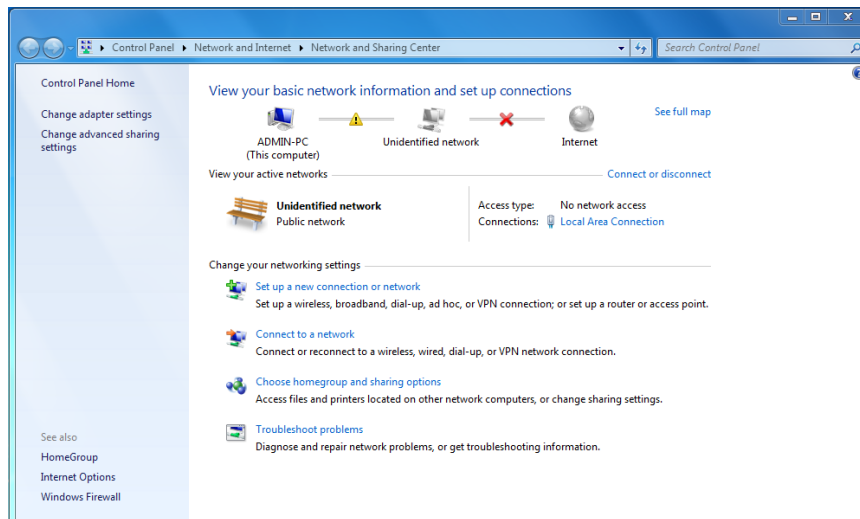 Control Panel ▸ Network and Internet ▸ Network and Sharing Center
Search Control Panel
Control Panel Home
Change adapter settings
Change advanced sharing
settings
View your basic network information and set up connections
See full map
ADMIN-PC
(This computer)
Unidentified network
Internet
View your active networks
Connect or disconnect
Unidentified network
Public network
Access type: No network access
Connections: Local Area Connection
Change your networking settings
Set up a new connection or network
Set up a wireless, broadband, dial-up, ad hoc, or VPN connection; or set up a router or access point.
Connect to a network
Connect or reconnect to a wireless, wired, dial-up, or VPN network connection.
Choose homegroup and sharing options
Access files and printers located on other network computers, or change sharing settings.
Troubleshoot problems
Diagnose and repair network problems, or get troubleshooting information.
See also
HomeGroup
Internet Options
Windows Firewall